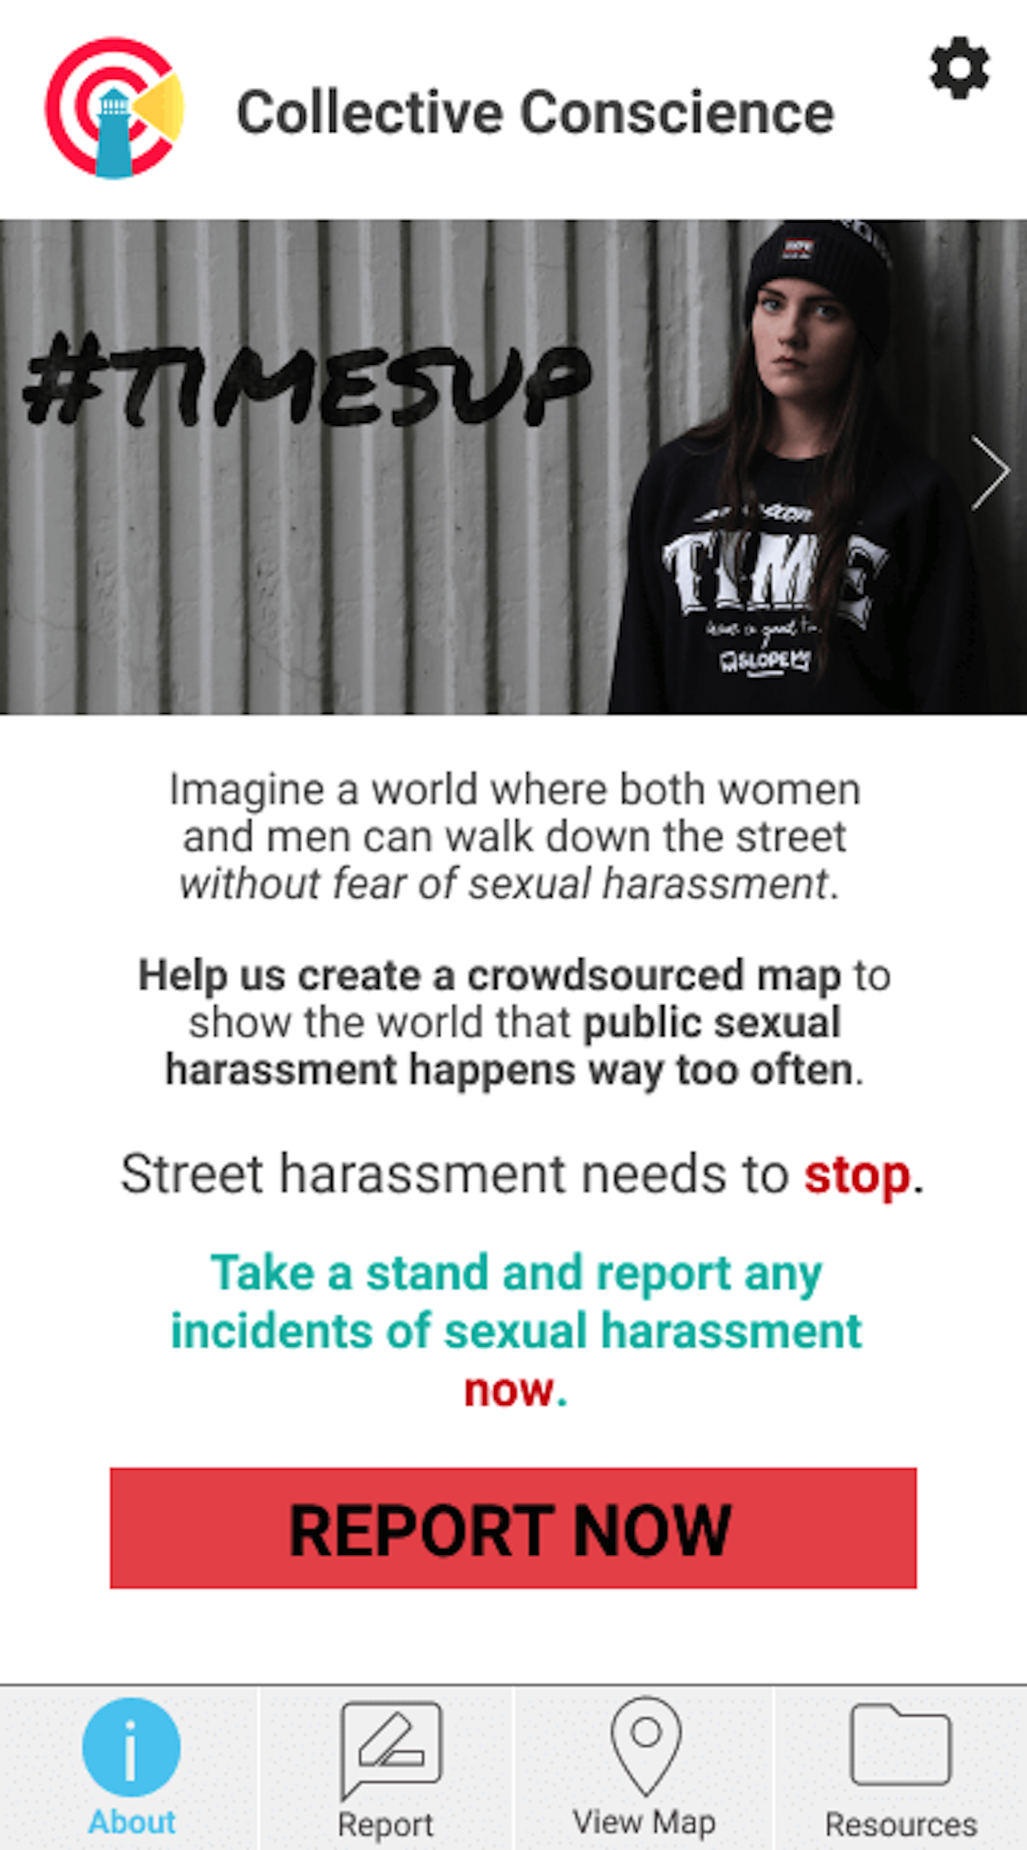 Collective Conscience
#TIMESUP
TIME
SLOPE
Imagine a world where both women
and men can walk down the street
without fear of sexual harassment.
Help us create a crowdsourced map to
show the world that public sexual
harassment happens way too often.
Street harassment needs to stop.
Take a stand and report any
incidents of sexual harassment
now.
REPORT NOW
i
About
Report
View Map
Resources